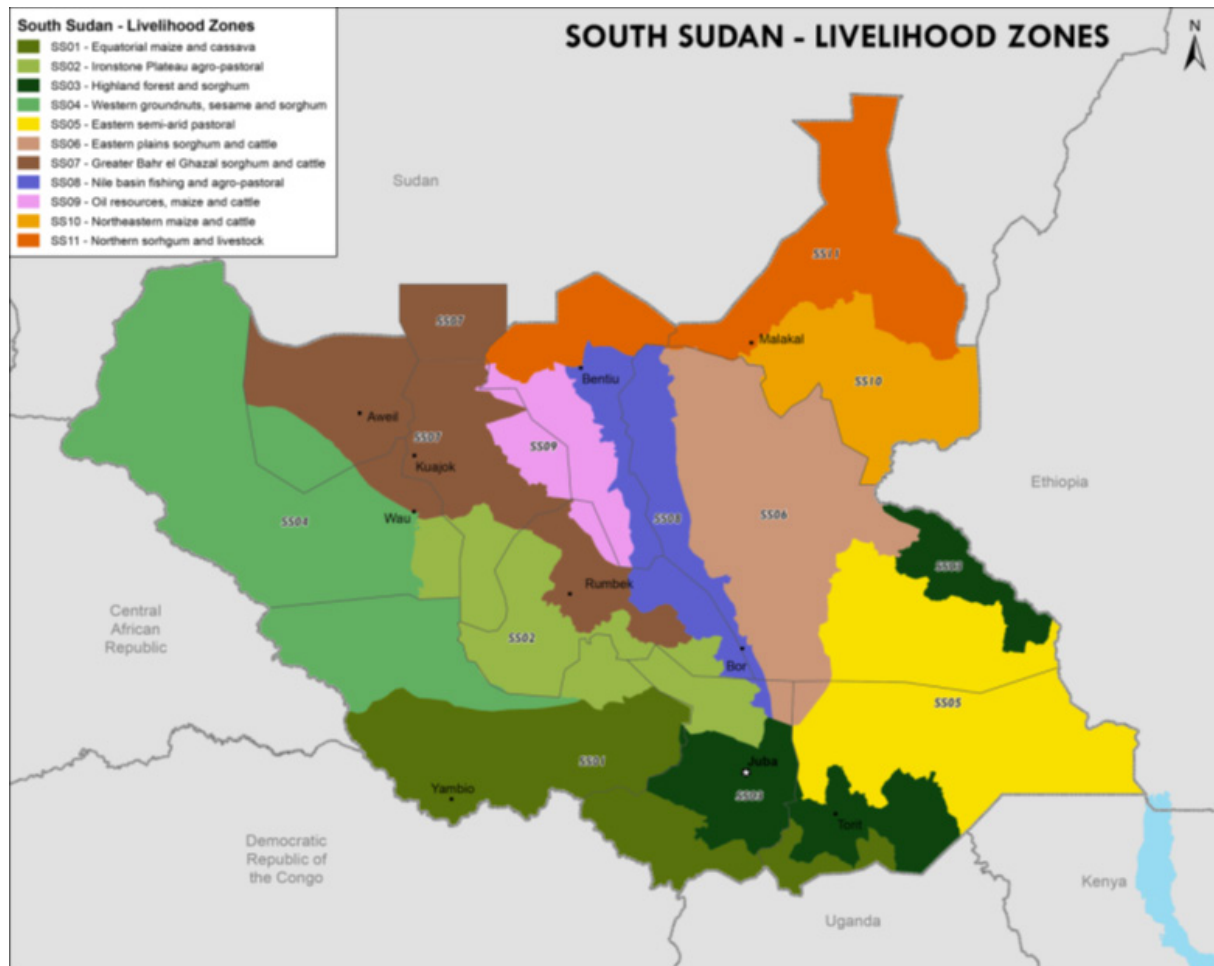 South Sudan - Livelihood Zones
SS01 - Equatorial maize and cassava
SS02 - Ironstone Plateau agro-pastoral
SS03 - Highland forest and sorghum
SS04 - Western groundnuts, sesame and sorghum
SS05 - Eastern semi-arid pastoral
SS06 - Eastern plains sorghum and cattle
SS07 - Greater Bahr el Ghazal sorghum and cattle
SS08 - Nile basin fishing and agro-pastoral
SS09 - Oil resources, maize and cattle
SS10 - Northeastern maize and cattle
SS11 - Northern sorhgum and livestock
SOUTH SUDAN - LIVELIHOOD ZONES
N
Sudan
SS11
SS07
Malakal
Bentiu
SS10
Aweil
SS07
SS09
Kuajok
Ethiopia
Wau
SS04
SS08
SS06
SS03
Rumbek
Central
African
Republic
SS02
Bor
SS05
SS01
Juba
Yambio
SS03
Torit
Democratic
Republic of
the Congo
Kenya
Uganda